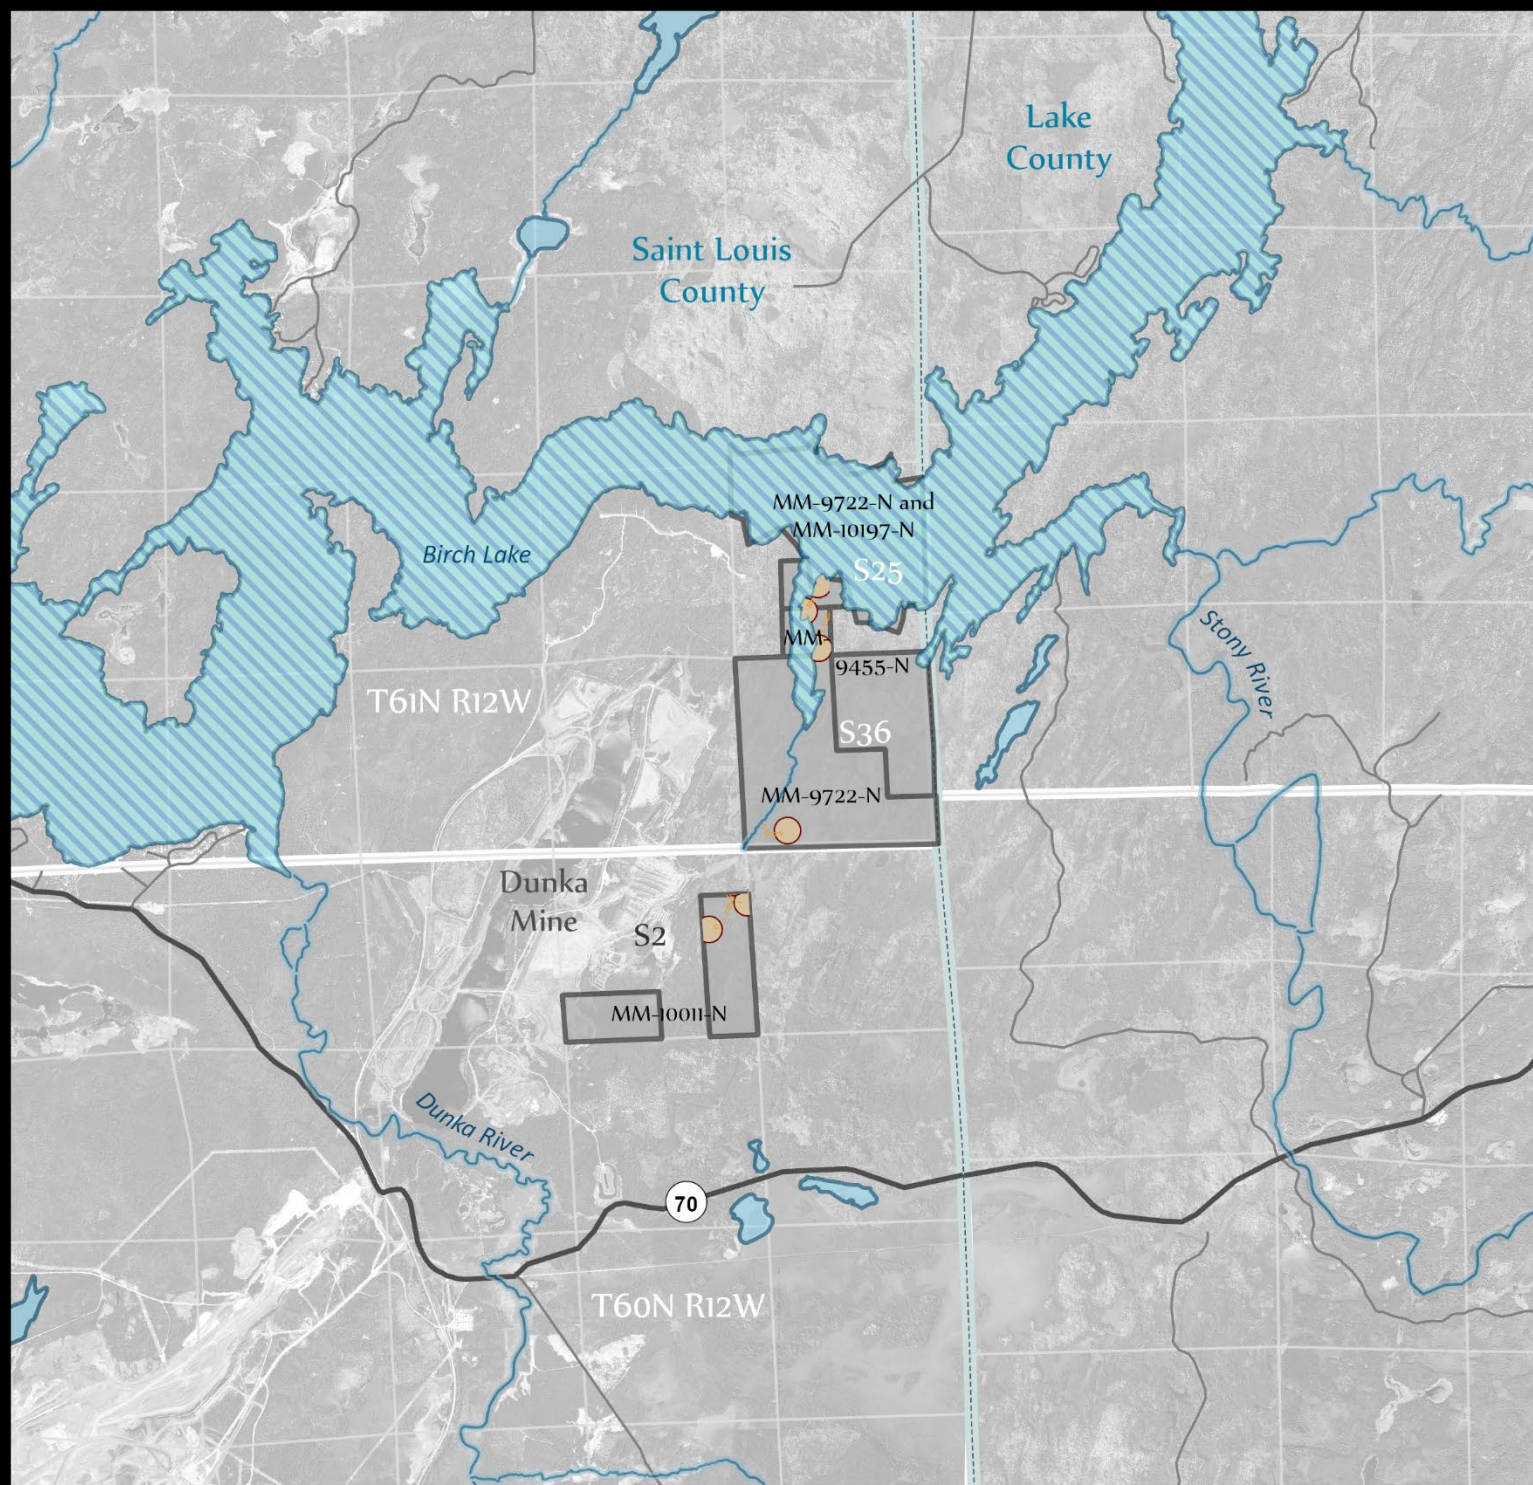 Lake
County
Saint Louis
County
MM-9722-N and
MM-10197-N
Birch Lake
S25
MM-
9455-N
Stony River
T61N R12W
S36
MM-9722-N
Dunka
Mine
S2
MM-10011-N
Dunka River
70
T60N R12W